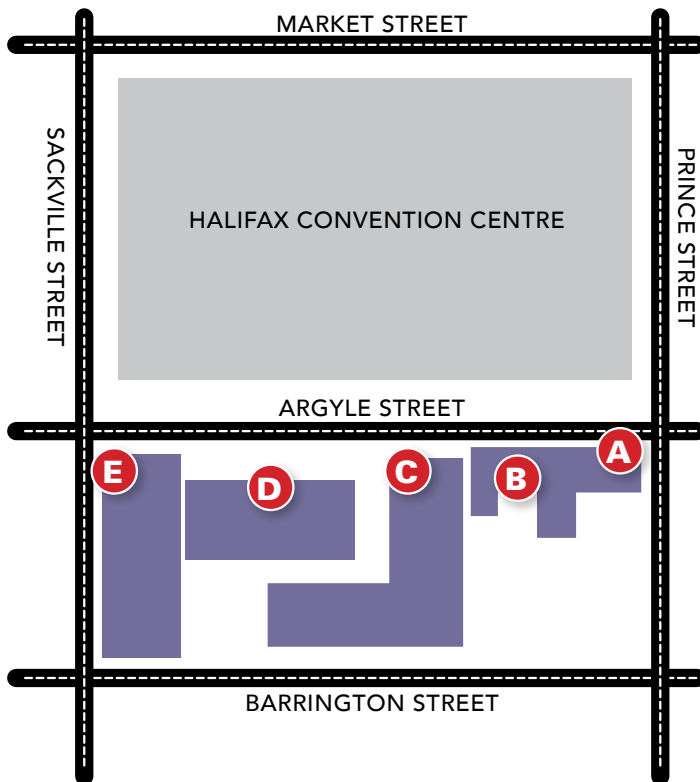 MARKET STREET
SACKVILLE STREET
PRINCE STREET
HALIFAX CONVENTION CENTRE
ARGYLE STREET
A
B
C
D
E
BARRINGTON STREET